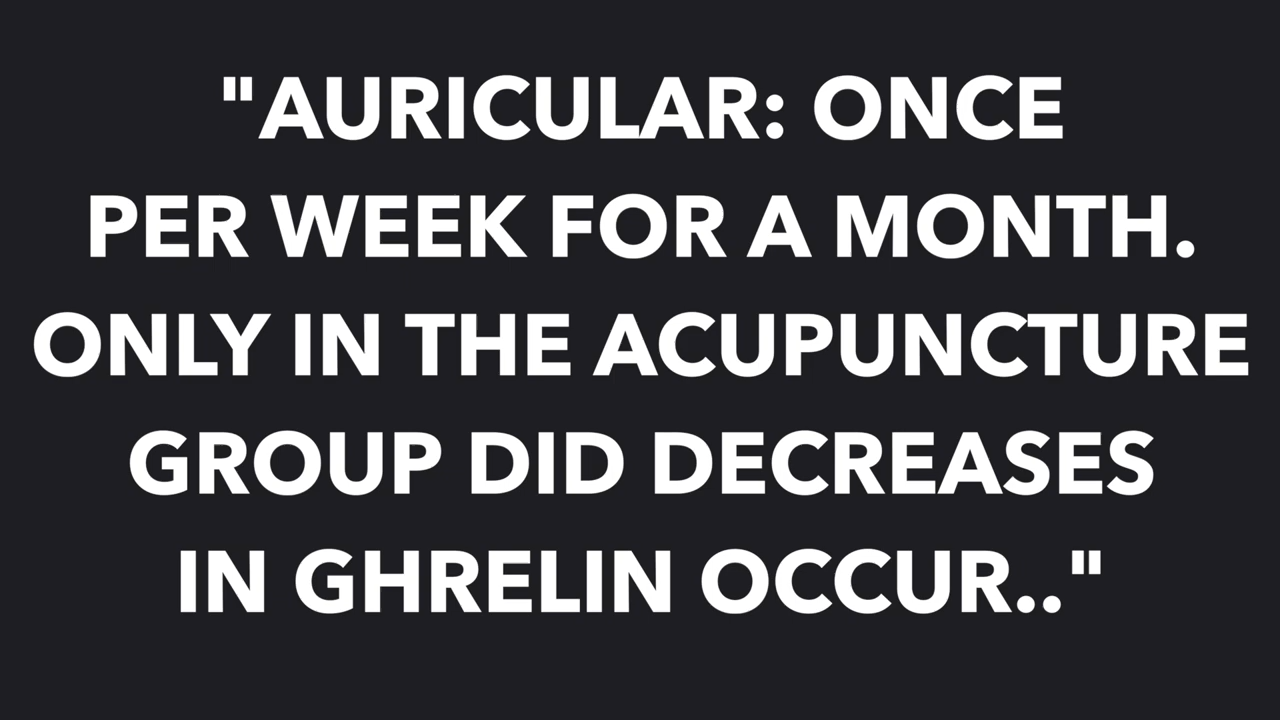 "AURICULAR: ONCE
PER WEEK FOR A MONTH.
ONLY IN THE ACUPUNCTURE
GROUP DID DECREASES
IN GHRELIN OCCUR.."